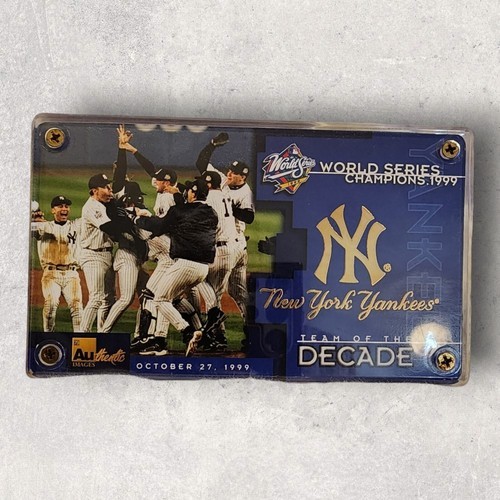 World Series
1999
WORLD SERIES
CHAMPIONS 1999
YANKEES
NY
New York Yankees®
TEAM OF THE
DECADE
Authentic
IMAGES
OCTOBER 27, 1999